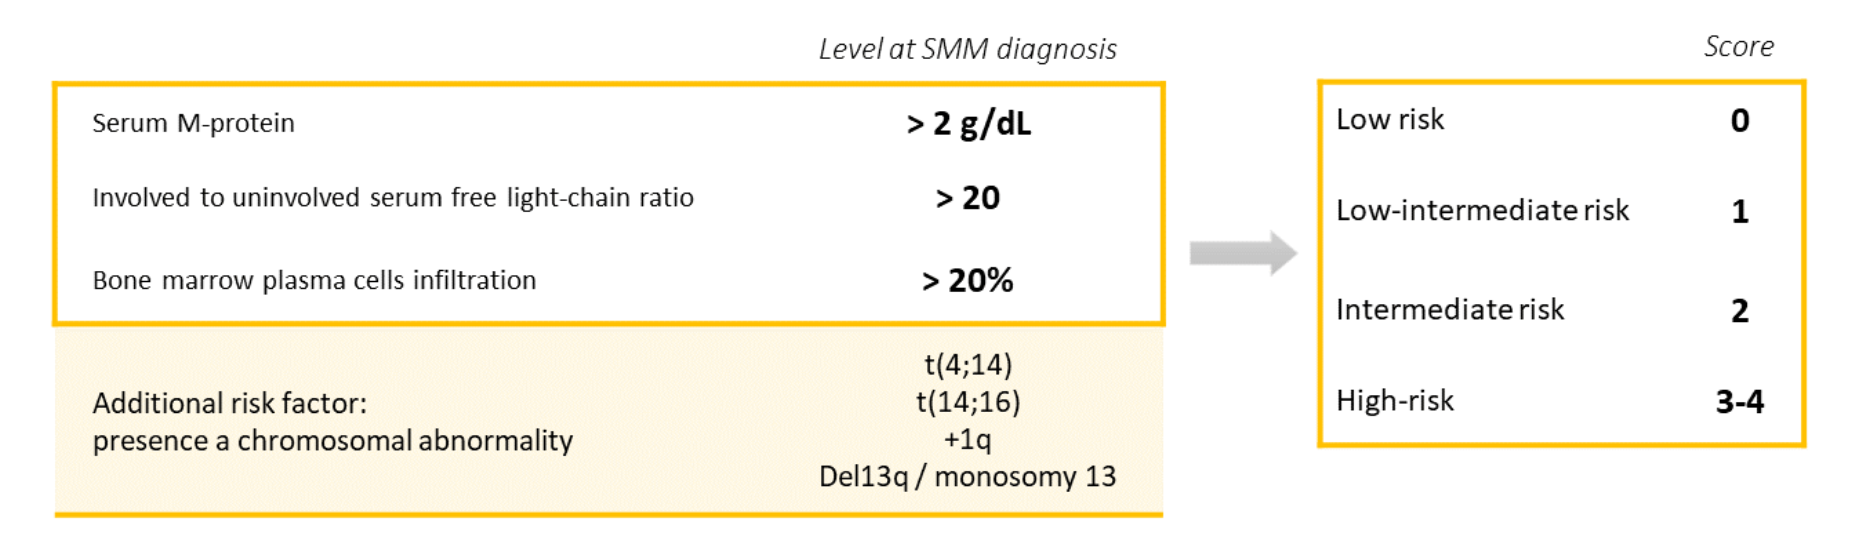 Level at SMM diagnosis
Score
Serum M-protein
> 2 g/dL
Involved to uninvolved serum free light-chain ratio
> 20
Bone marrow plasma cells infiltration
> 20%
Additional risk factor:
presence a chromosomal abnormality
t(4;14)
t(14;16)
+1q
Del13q / monosomy 13
Low risk
0
Low-intermediate risk
1
Intermediate risk
2
High-risk
3-4